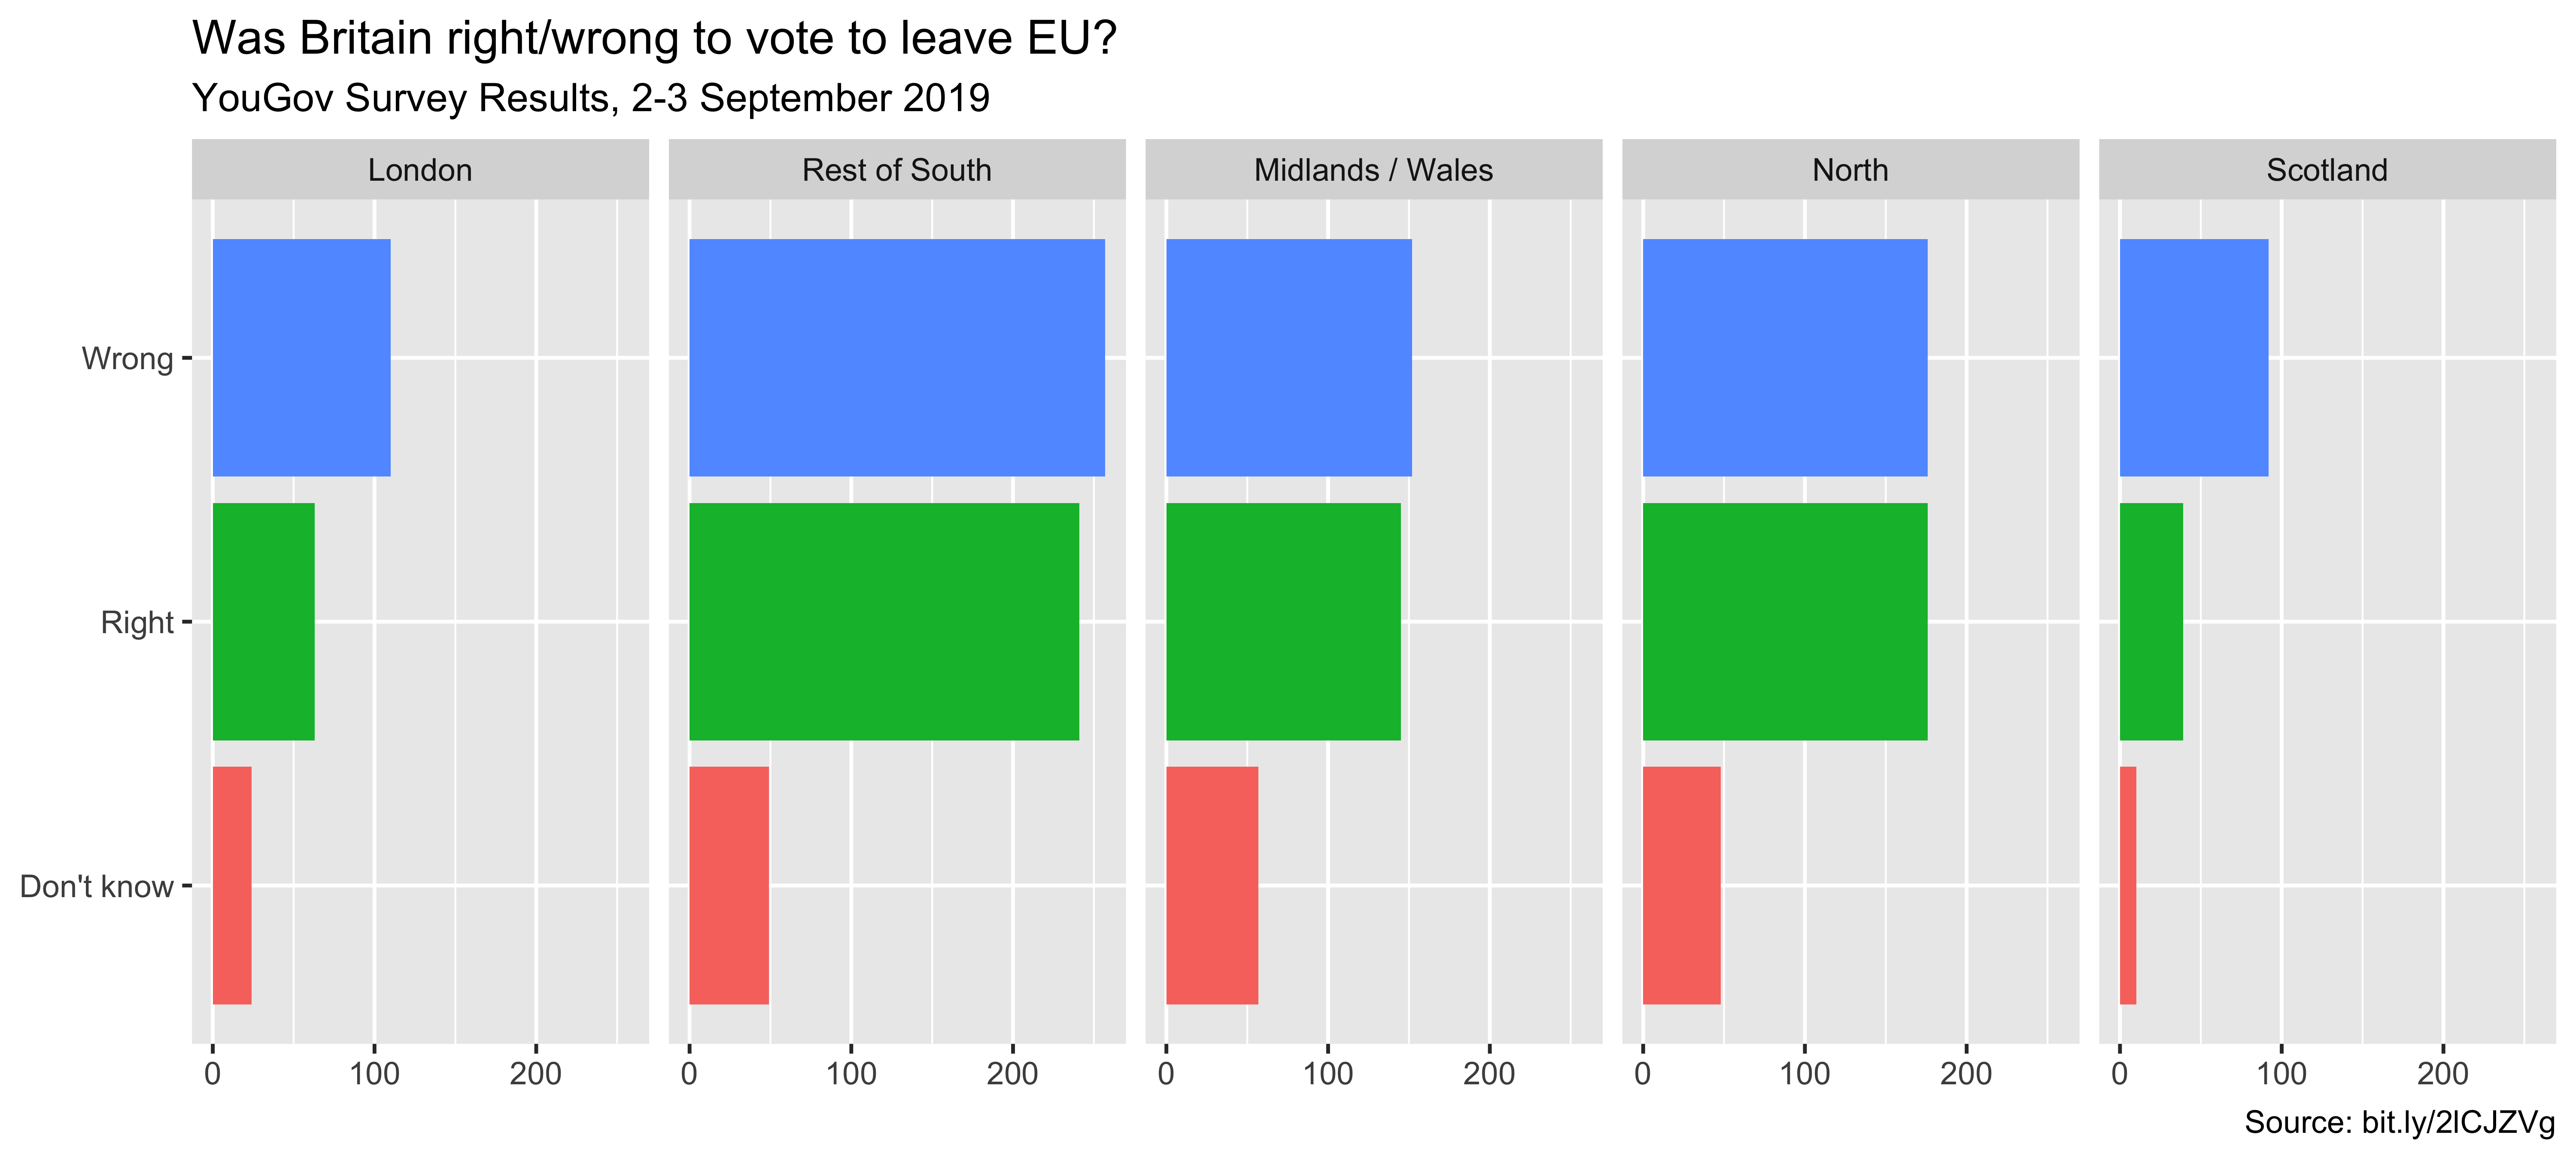 Was Britain right/wrong to vote to leave EU?
YouGov Survey Results, 2-3 September 2019
London
Rest of South
Midlands / Wales
North
Scotland
Wrong
Right
Don't know
0 100 200
0 100 200
0 100 200
0 100 200
0 100 200
Source: bit.ly/2lCJZVg